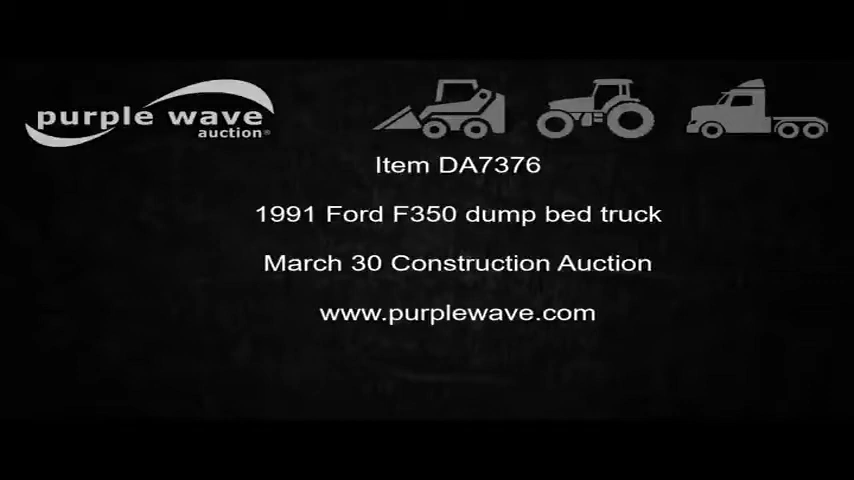 purple wave
auction®
Item DA7376
1991 Ford F350 dump bed truck
March 30 Construction Auction
www.purplewave.com